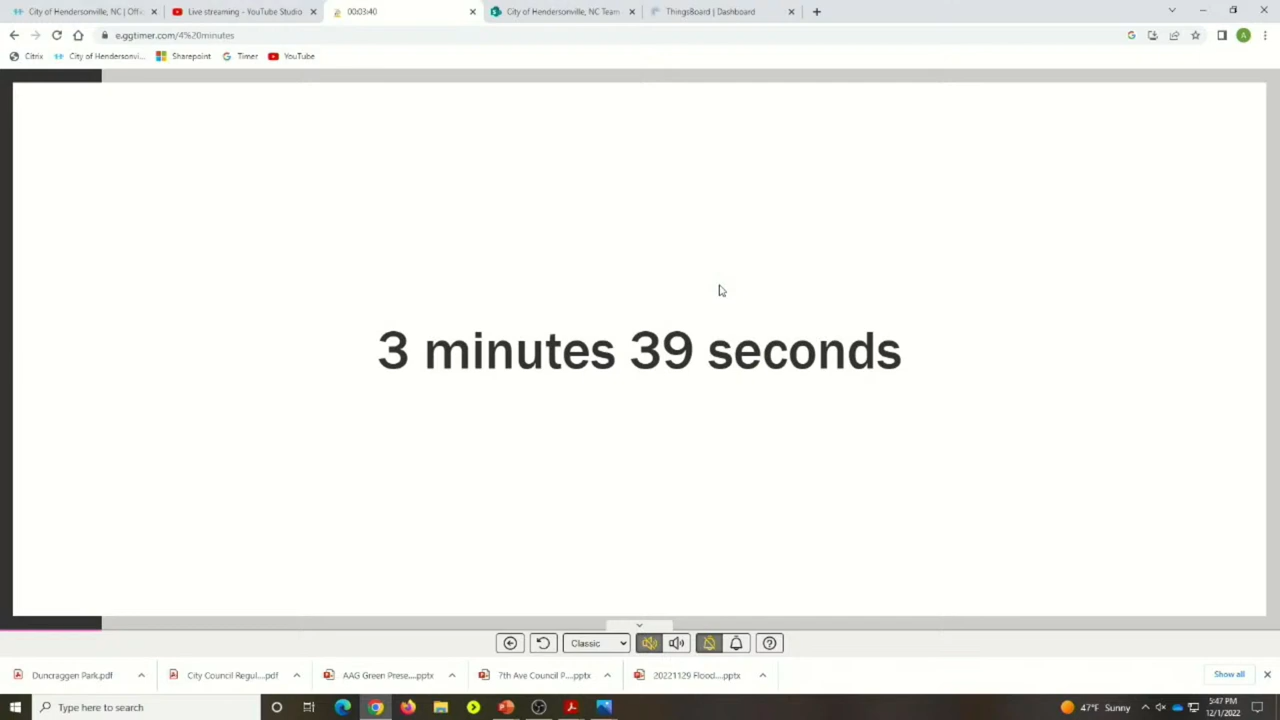 City of Hendersonville, NC | Offic
Live streaming - YouTube Studio
00:03:40
City of Hendersonville, NC Team
ThingsBoard | Dashboard
e.ggtimer.com/4%20minutes
A
Citrix
City of Hendersonvi...
Sharepoint
Timer
YouTube
3 minutes 39 seconds
Classic
Duncraggen Park.pdf
City Council Regul....pdf
AAG Green Prese....pptx
7th Ave Council P....pptx
20221129 Flood....pptx
Show all
Type here to search
47°F Sunny
5:47 PM
12/1/2022